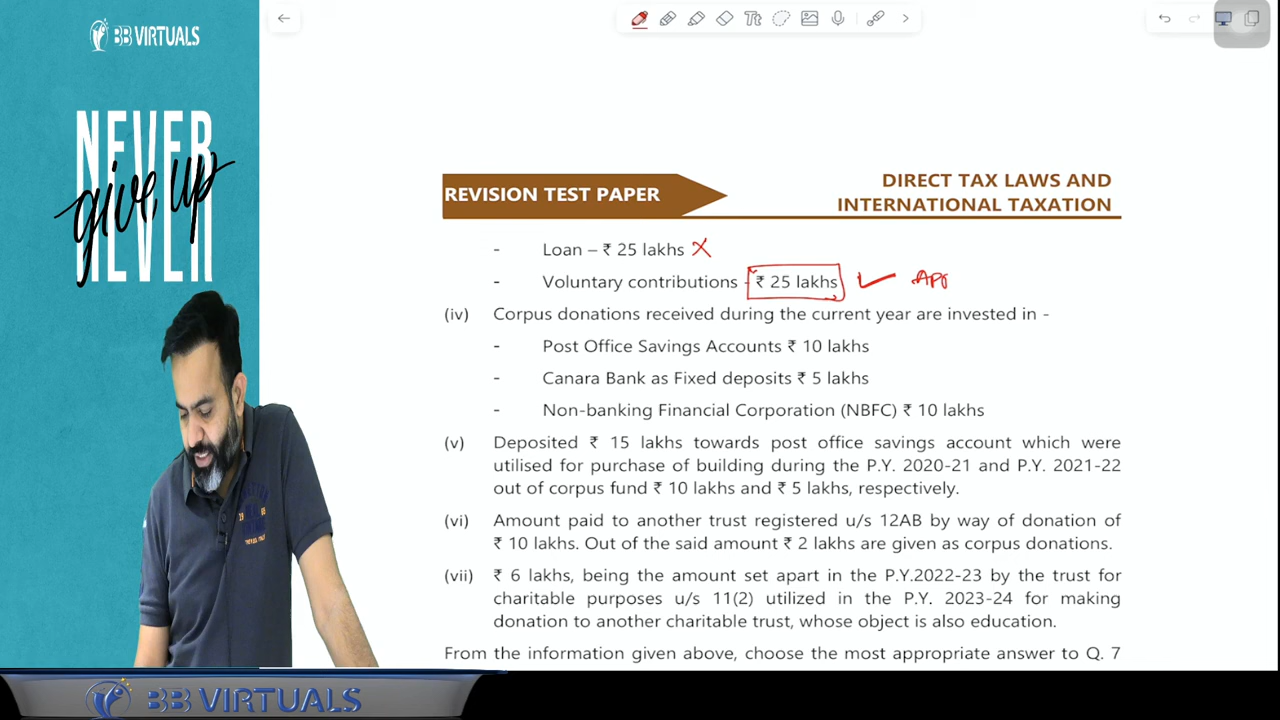 BB VIRTUALS
NEVER
give up
NEVER
Tt
REVISION TEST PAPER
DIRECT TAX LAWS AND
INTERNATIONAL TAXATION
- Loan – ₹ 25 lakhs X
- Voluntary contributions - ₹ 25 lakhs ✓
(iv) Corpus donations received during the current year are invested in -
- Post Office Savings Accounts ₹ 10 lakhs
- Canara Bank as Fixed deposits ₹ 5 lakhs
- Non-banking Financial Corporation (NBFC) ₹ 10 lakhs
(v) Deposited ₹ 15 lakhs towards post office savings account which were
utilised for purchase of building during the P.Y. 2020-21 and P.Y. 2021-22
out of corpus fund ₹ 10 lakhs and ₹ 5 lakhs, respectively.
(vi) Amount paid to another trust registered u/s 12AB by way of donation of
₹ 10 lakhs. Out of the said amount ₹ 2 lakhs are given as corpus donations.
(vii) ₹ 6 lakhs, being the amount set apart in the P.Y.2022-23 by the trust for
charitable purposes u/s 11(2) utilized in the P.Y. 2023-24 for making
donation to another charitable trust, whose object is also education.
From the information given above, choose the most appropriate answer to Q. 7
BB VIRTUALS